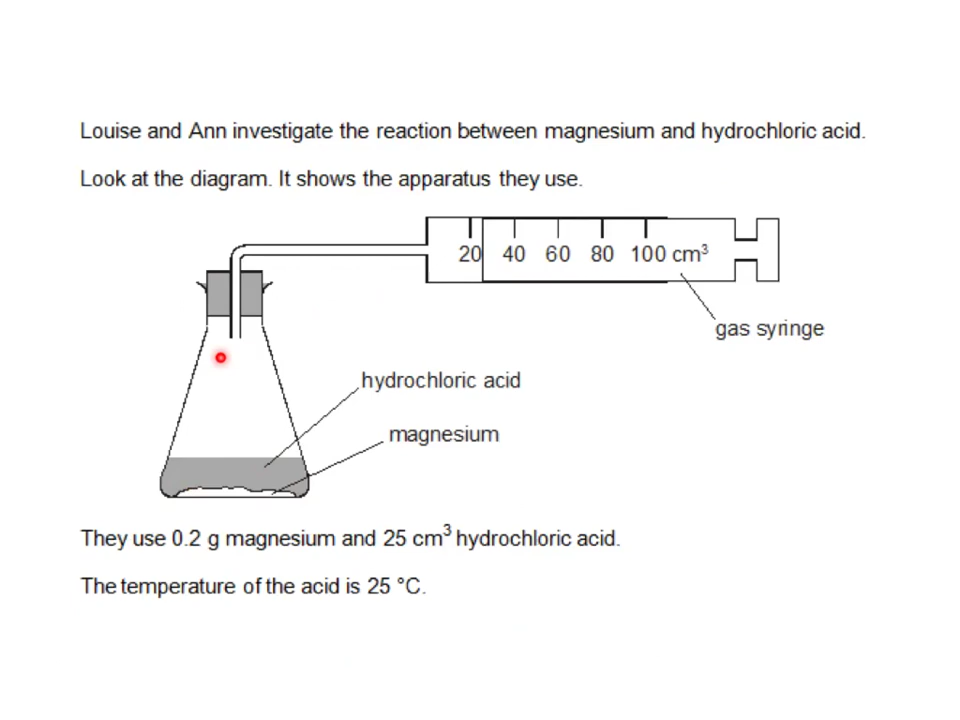 Louise and Ann investigate the reaction between magnesium and hydrochloric acid.
Look at the diagram. It shows the apparatus they use.
20 40 60 80 100 cm³
gas syringe
hydrochloric acid
magnesium
They use 0.2 g magnesium and 25 cm³ hydrochloric acid.
The temperature of the acid is 25 °C.